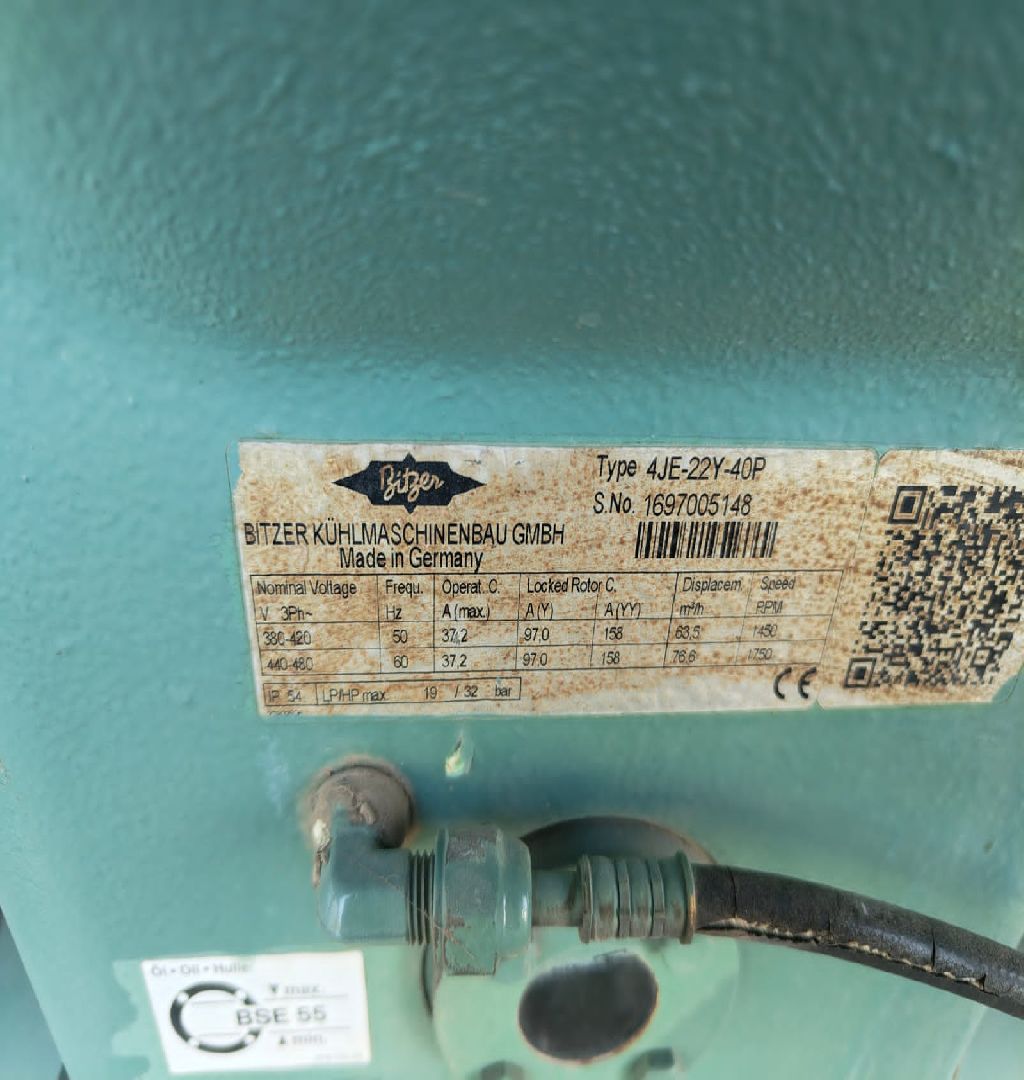 Bitzer
Type 4JE-22Y-40P
S.No. 1697005148
BITZER KÜHLMASCHINENBAU GMBH
Made in Germany
Nominal Voltage Frequ. Operat. C. Locked Rotor C. Displacem. Speed
V 3Ph~ Hz A (max.) A (Y) A (YY) m³/h RPM
380-420 50 37,2 97,0 158 63,5 1450
440-480 60 37,2 97,0 158 76,6 1750
IP 54 LP/HP max. 19 / 32 bar
CE
Öl • Oil • Huile
▼ max.
BSE 55
▲ min.